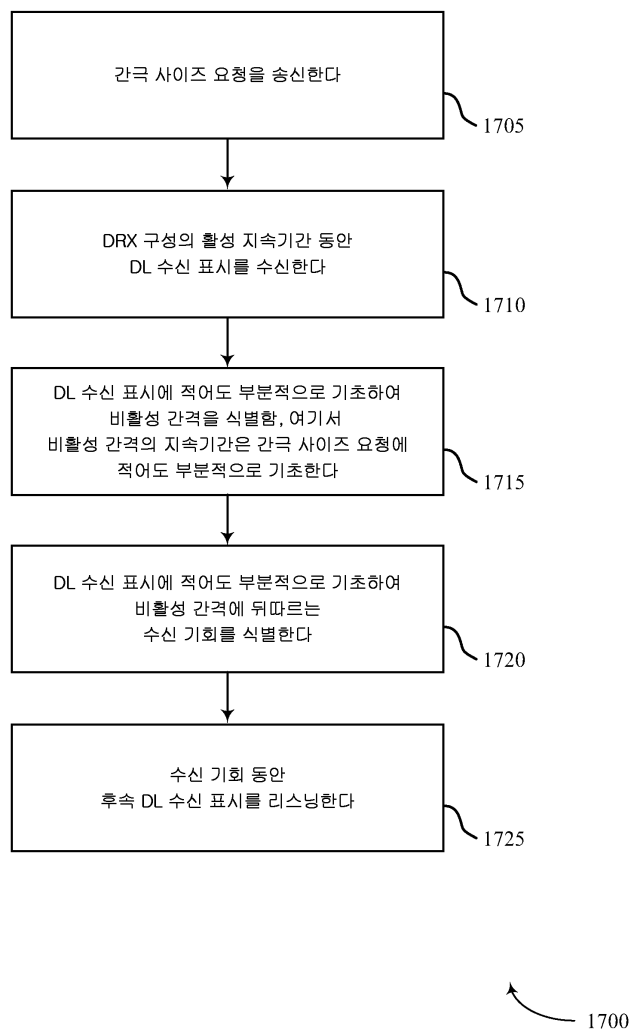 간극 사이즈 요청을 송신한다
1705
DRX 구성의 활성 지속기간 동안
DL 수신 표시를 수신한다
1710
DL 수신 표시에 적어도 부분적으로 기초하여
비활성 간격을 식별함, 여기서
비활성 간격의 지속기간은 간극 사이즈 요청에
적어도 부분적으로 기초한다
1715
DL 수신 표시에 적어도 부분적으로 기초하여
비활성 간격에 뒤따르는
수신 기회를 식별한다
1720
수신 기회 동안
후속 DL 수신 표시를 리스닝한다
1725
1700